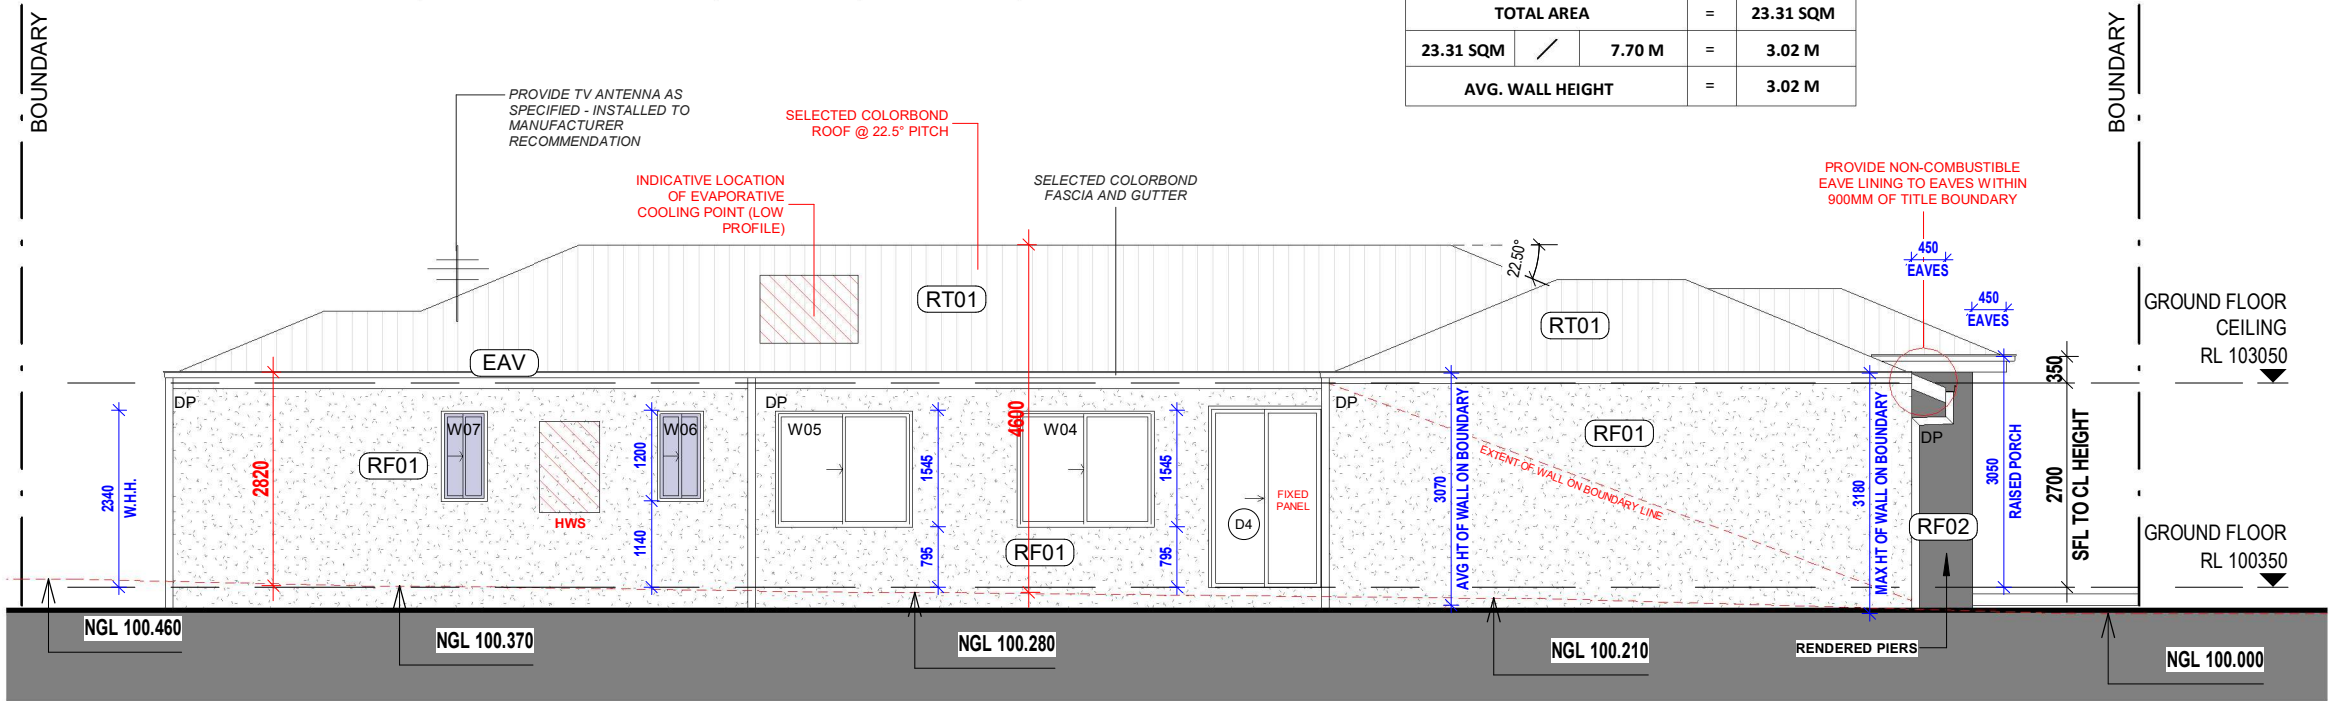 BOUNDARY
TOTAL AREA = 23.31 SQM
23.31 SQM / 7.70 M = 3.02 M
AVG. WALL HEIGHT = 3.02 M
BOUNDARY
PROVIDE TV ANTENNA AS
SPECIFIED - INSTALLED TO
MANUFACTURER
RECOMMENDATION
SELECTED COLORBOND
ROOF @ 22.5° PITCH
INDICATIVE LOCATION
OF EVAPORATIVE
COOLING POINT (LOW
PROFILE)
SELECTED COLORBOND
FASCIA AND GUTTER
PROVIDE NON-COMBUSTIBLE
EAVE LINING TO EAVES WITHIN
900MM OF TITLE BOUNDARY
22.50°
450
EAVES
450
EAVES
GROUND FLOOR
CEILING
RL 103050
RT01
RT01
EAV
350
DP
DP
DP
DP
W07
W06
W05
W04
RF01
RF01
RF01
RF02
2340
W.H.H.
2820
HWS
1200
1140
1545
795
4600
1545
795
D4
FIXED
PANEL
3070
AVG HT OF WALL ON BOUNDARY
EXTENT OF WALL ON BOUNDARY LINE
3180
MAX HT OF WALL ON BOUNDARY
3050
RAISED PORCH
2700
SFL TO CL HEIGHT
GROUND FLOOR
RL 100350
NGL 100.460
NGL 100.370
NGL 100.280
NGL 100.210
RENDERED PIERS
NGL 100.000